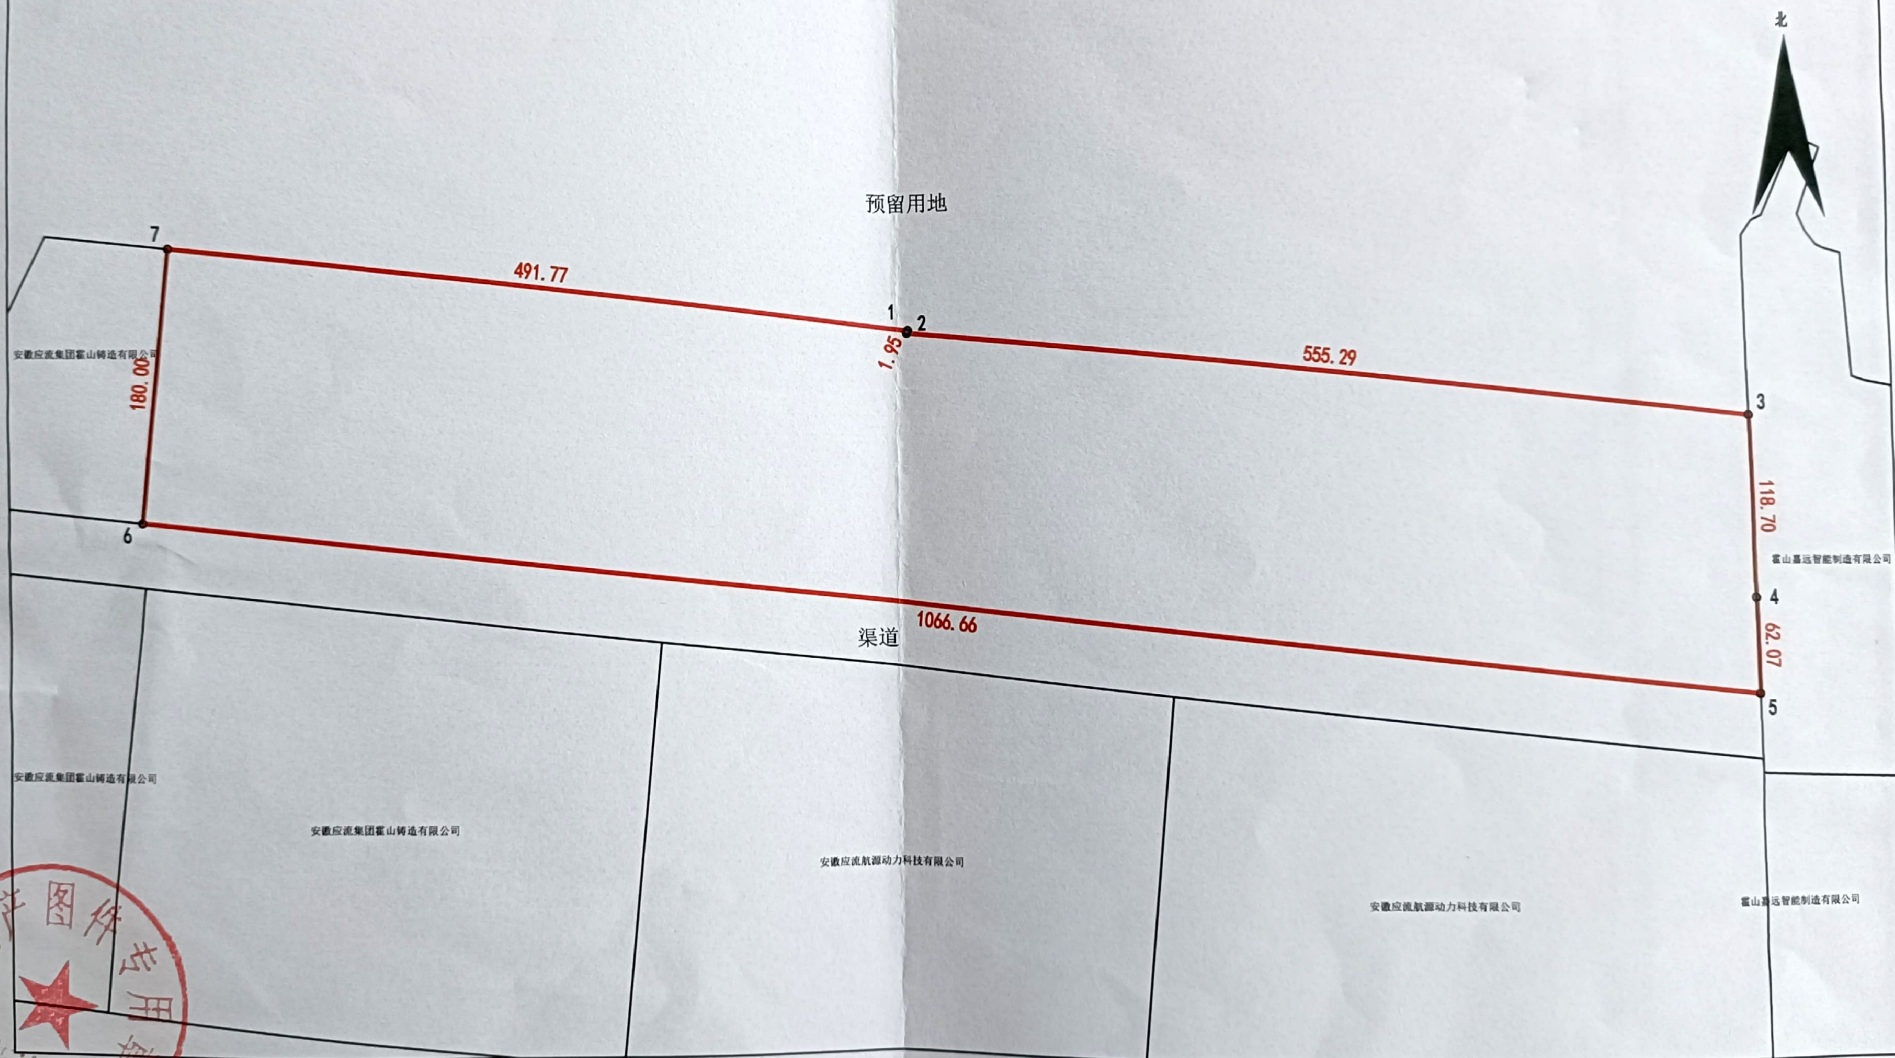 北
预留用地
7
491.77
1
2
1.95
555.29
3
安徽应流集团霍山铸造有限公司
180.00
118.70
霍山嘉远智能制造有限公司
6
4
1066.66
渠道
62.07
5
安徽应流集团霍山铸造有限公司
安徽应流集团霍山铸造有限公司
安徽应流航源动力科技有限公司
安徽应流航源动力科技有限公司
霍山嘉远智能制造有限公司
产图件专用章